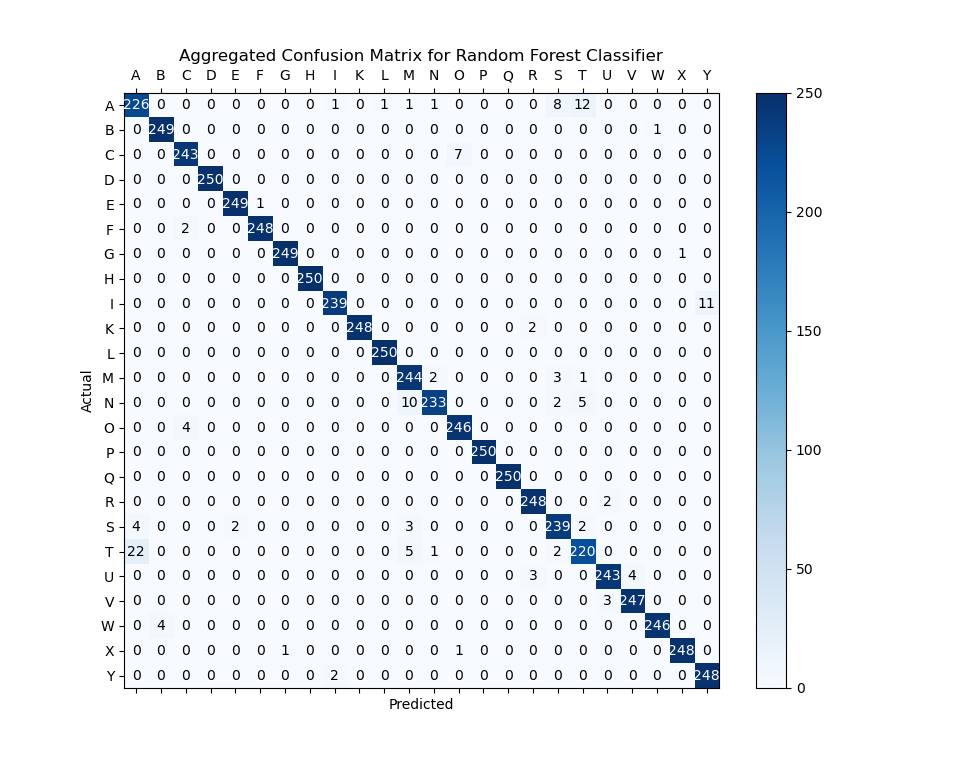 Aggregated Confusion Matrix for Random Forest Classifier
A B C D E F G H I K L M N O P Q R S T U V W X Y
A 226 0 0 0 0 0 0 0 1 0 1 1 1 0 0 0 0 8 12 0 0 0 0 0
B 0 249 0 0 0 0 0 0 0 0 0 0 0 0 0 0 0 0 0 0 0 1 0 0
C 0 0 243 0 0 0 0 0 0 0 0 0 0 7 0 0 0 0 0 0 0 0 0 0
D 0 0 0 250 0 0 0 0 0 0 0 0 0 0 0 0 0 0 0 0 0 0 0 0
E 0 0 0 0 249 1 0 0 0 0 0 0 0 0 0 0 0 0 0 0 0 0 0 0
F 0 0 2 0 0 248 0 0 0 0 0 0 0 0 0 0 0 0 0 0 0 0 0 0
G 0 0 0 0 0 0 249 0 0 0 0 0 0 0 0 0 0 0 0 0 0 0 1 0
H 0 0 0 0 0 0 0 250 0 0 0 0 0 0 0 0 0 0 0 0 0 0 0 0
I 0 0 0 0 0 0 0 0 239 0 0 0 0 0 0 0 0 0 0 0 0 0 0 11
K 0 0 0 0 0 0 0 0 0 248 0 0 0 0 0 0 2 0 0 0 0 0 0 0
L 0 0 0 0 0 0 0 0 0 0 250 0 0 0 0 0 0 0 0 0 0 0 0 0
M 0 0 0 0 0 0 0 0 0 0 0 244 2 0 0 0 0 3 1 0 0 0 0 0
N 0 0 0 0 0 0 0 0 0 0 0 10 233 0 0 0 0 2 5 0 0 0 0 0
O 0 0 4 0 0 0 0 0 0 0 0 0 0 246 0 0 0 0 0 0 0 0 0 0
P 0 0 0 0 0 0 0 0 0 0 0 0 0 0 250 0 0 0 0 0 0 0 0 0
Q 0 0 0 0 0 0 0 0 0 0 0 0 0 0 0 250 0 0 0 0 0 0 0 0
R 0 0 0 0 0 0 0 0 0 0 0 0 0 0 0 0 248 0 0 2 0 0 0 0
S 4 0 0 0 2 0 0 0 0 0 0 3 0 0 0 0 0 239 2 0 0 0 0 0
T 22 0 0 0 0 0 0 0 0 0 0 5 1 0 0 0 0 2 220 0 0 0 0 0
U 0 0 0 0 0 0 0 0 0 0 0 0 0 0 0 0 3 0 0 243 4 0 0 0
V 0 0 0 0 0 0 0 0 0 0 0 0 0 0 0 0 0 0 0 3 247 0 0 0
W 0 4 0 0 0 0 0 0 0 0 0 0 0 0 0 0 0 0 0 0 0 246 0 0
X 0 0 0 0 0 0 1 0 0 0 0 0 0 1 0 0 0 0 0 0 0 0 248 0
Y 0 0 0 0 0 0 0 0 2 0 0 0 0 0 0 0 0 0 0 0 0 0 0 248
Actual
Predicted
250
200
150
100
50
0